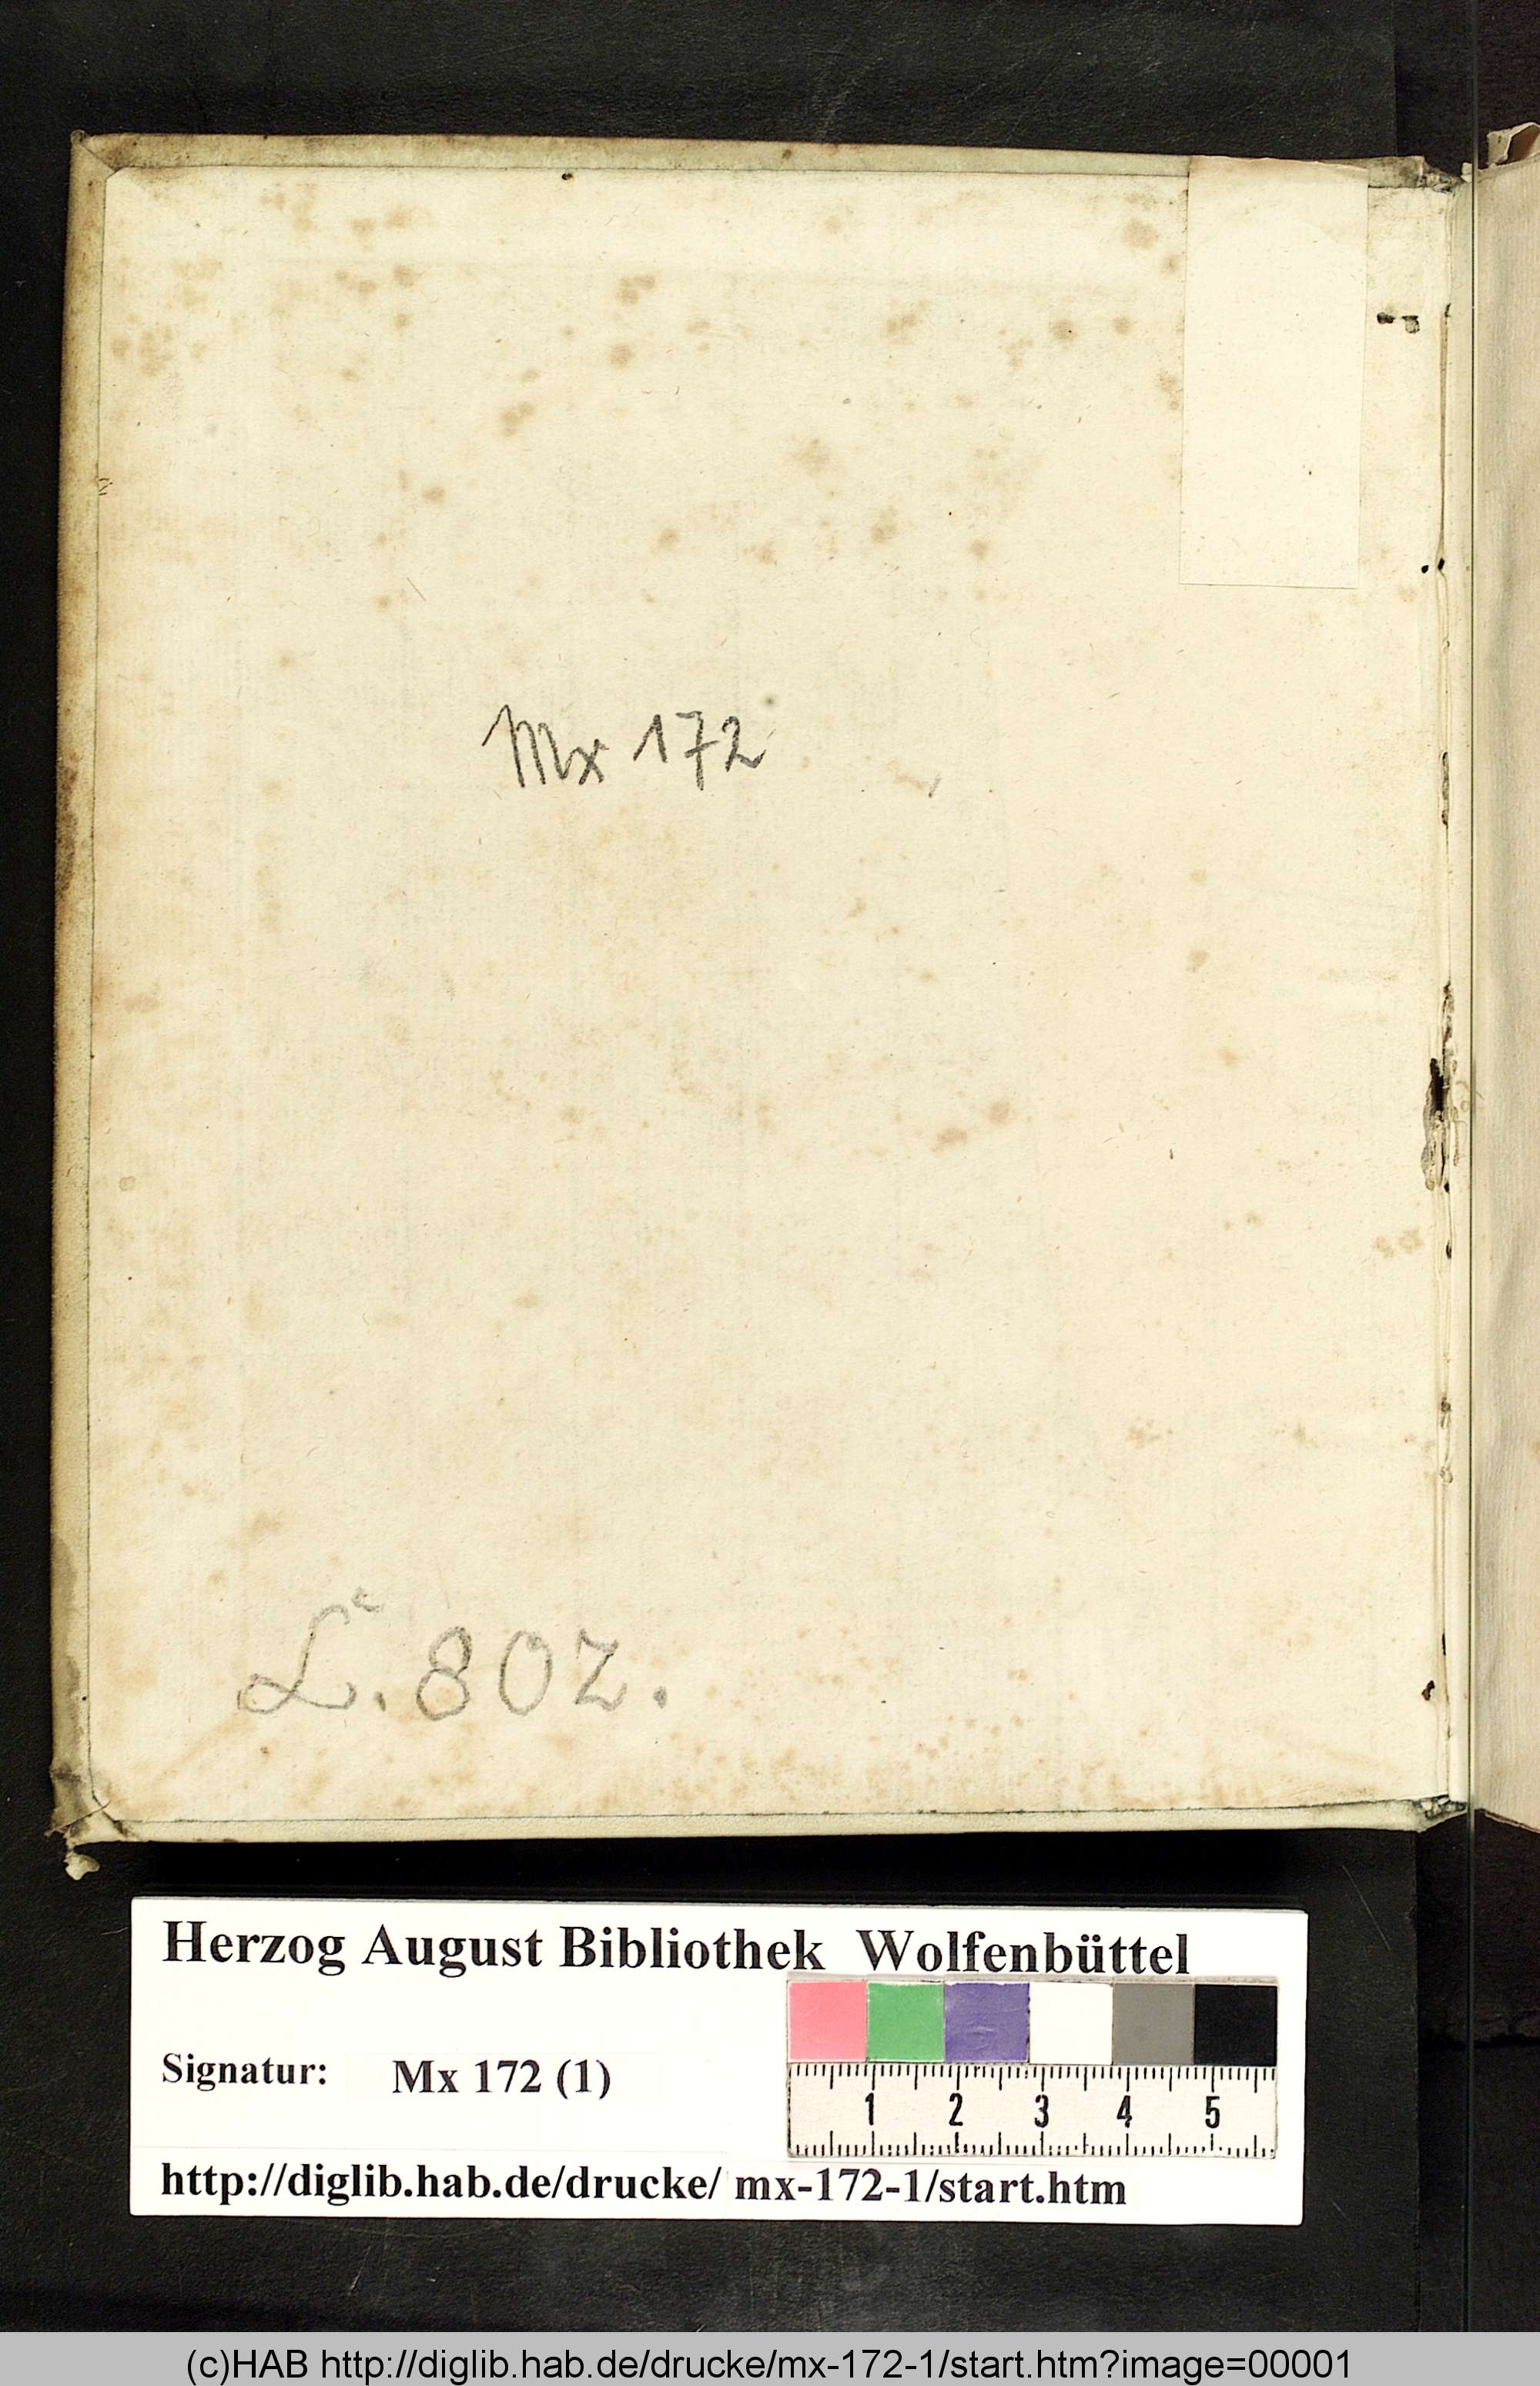 Mx 172
L. 802.
Herzog August Bibliothek Wolfenbüttel
Signatur: Mx 172 (1)
1 2 3 4 5
http://diglib.hab.de/drucke/ mx-172-1/start.htm
(c)HAB http://diglib.hab.de/drucke/mx-172-1/start.htm?image=00001